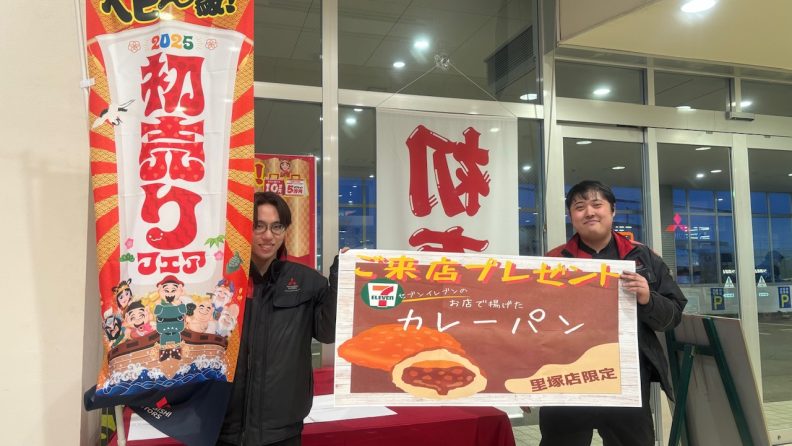 2025
初売り
フェア
初
ご来店プレゼント
7
ELEVEN
セブンイレブンの
お店で揚げた
カレーパン
里塚店限定